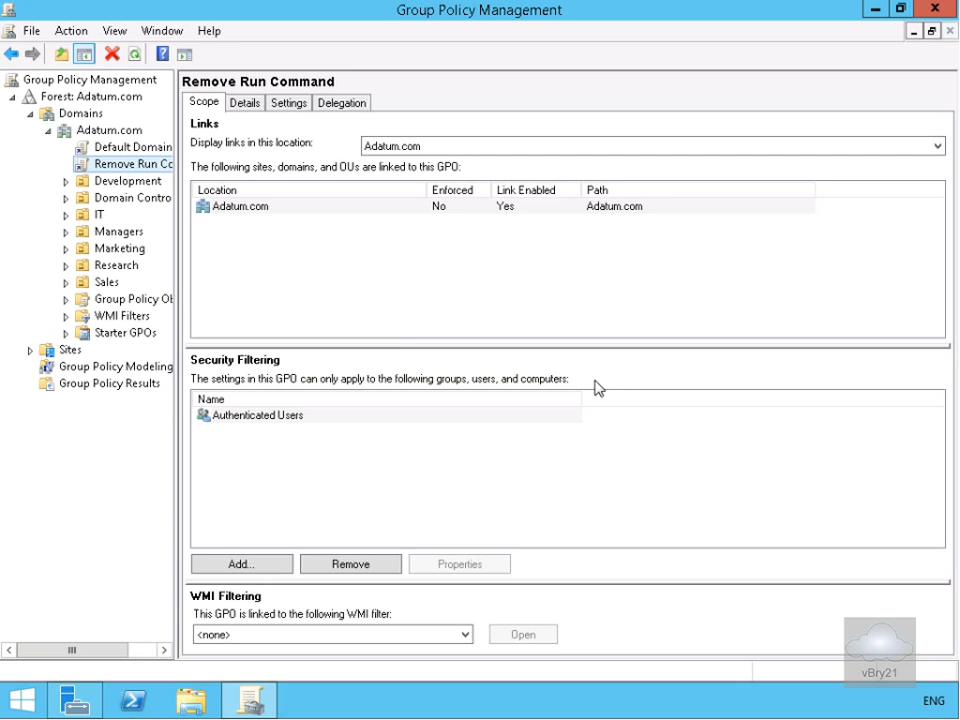 Group Policy Management
File Action View Window Help
Group Policy Management
Forest: Adatum.com
Domains
Adatum.com
Default Domain
Remove Run Co
Development
Domain Contro
IT
Managers
Marketing
Research
Sales
Group Policy Ob
WMI Filters
Starter GPOs
Sites
Group Policy Modeling
Group Policy Results
Remove Run Command
Scope Details Settings Delegation
Links
Display links in this location: Adatum.com
The following sites, domains, and OUs are linked to this GPO:
Location Enforced Link Enabled Path
Adatum.com No Yes Adatum.com
Security Filtering
The settings in this GPO can only apply to the following groups, users, and computers:
Name
Authenticated Users
Add... Remove Properties
WMI Filtering
This GPO is linked to the following WMI filter:
<none> Open
vBry21
ENG